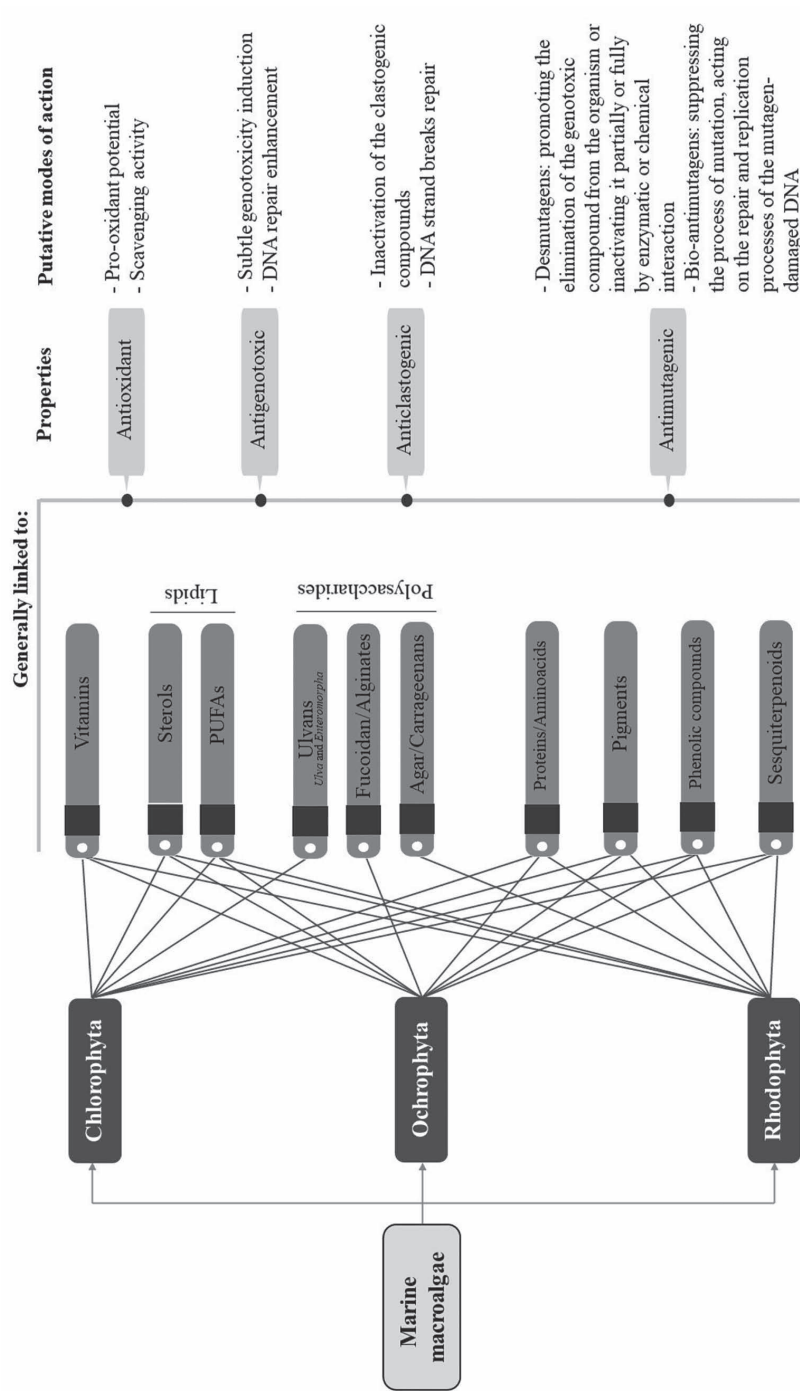 Marine
macroalgae
Chlorophyta
Ochrophyta
Rhodophyta
Generally linked to:
Vitamins
Sterols
PUFAs
Lipids
Ulvans
Ulva and Enteromorpha
Fucoidan/Alginates
Agar/Carrageenans
Polysaccharides
Proteins/Aminoacids
Pigments
Phenolic compounds
Sesquiterpenoids
Properties
Putative modes of action
Antioxidant
- Pro-oxidant potential
- Scavenging activity
Antigenotoxic
- Subtle genotoxicity induction
- DNA repair enhancement
Anticlastogenic
- Inactivation of the clastogenic
compounds
- DNA strand breaks repair
Antimutagenic
- Desmutagens: promoting the
elimination of the genotoxic
compound from the organism or
inactivating it partially or fully
by enzymatic or chemical
interaction
- Bio-antimutagens: suppressing
the process of mutation, acting
on the repair and replication
processes of the mutagen-
damaged DNA